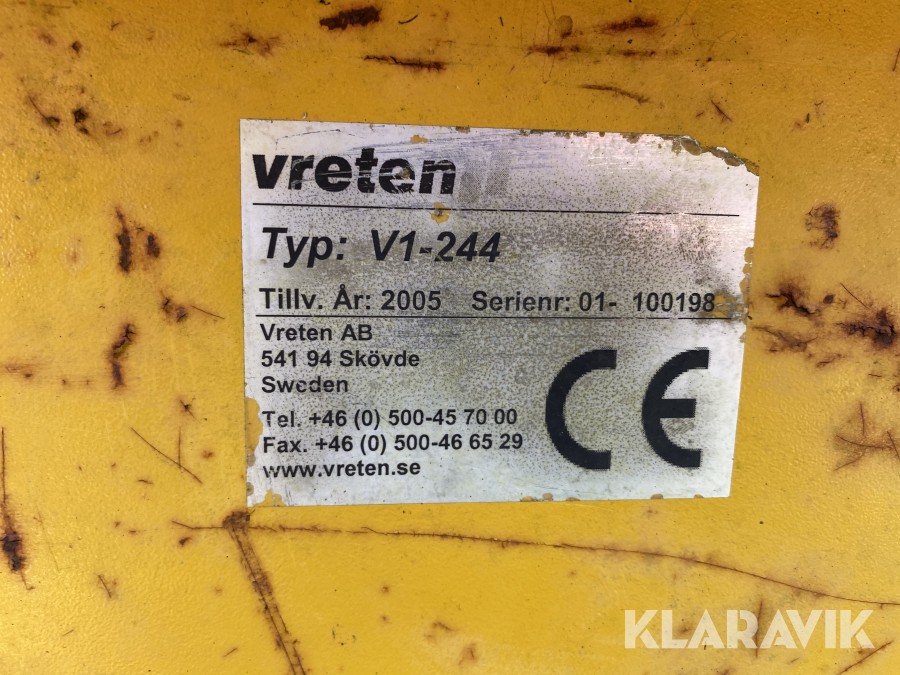 vreten
Typ: V1-244
Tillv. År: 2005 Serienr: 01- 100198
Vreten AB
541 94 Skövde
Sweden
Tel. +46 (0) 500-45 70 00
Fax. +46 (0) 500-46 65 29
www.vreten.se
CE
KLARAVIK